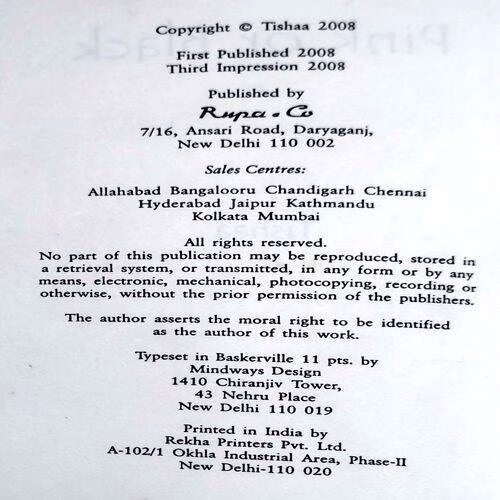 Copyright © Tishaa 2008
First Published 2008
Third Impression 2008
Published by
Rupa • Co
7/16, Ansari Road, Daryaganj,
New Delhi 110 002
Sales Centres:
Allahabad Bangalooru Chandigarh Chennai
Hyderabad Jaipur Kathmandu
Kolkata Mumbai
All rights reserved.
No part of this publication may be reproduced, stored in
a retrieval system, or transmitted, in any form or by any
means, electronic, mechanical, photocopying, recording or
otherwise, without the prior permission of the publishers.
The author asserts the moral right to be identified
as the author of this work.
Typeset in Baskerville 11 pts. by
Mindways Design
1410 Chiranjiv Tower,
43 Nehru Place
New Delhi 110 019
Printed in India by
Rekha Printers Pvt. Ltd.
A-102/1 Okhla Industrial Area, Phase-II
New Delhi-110 020